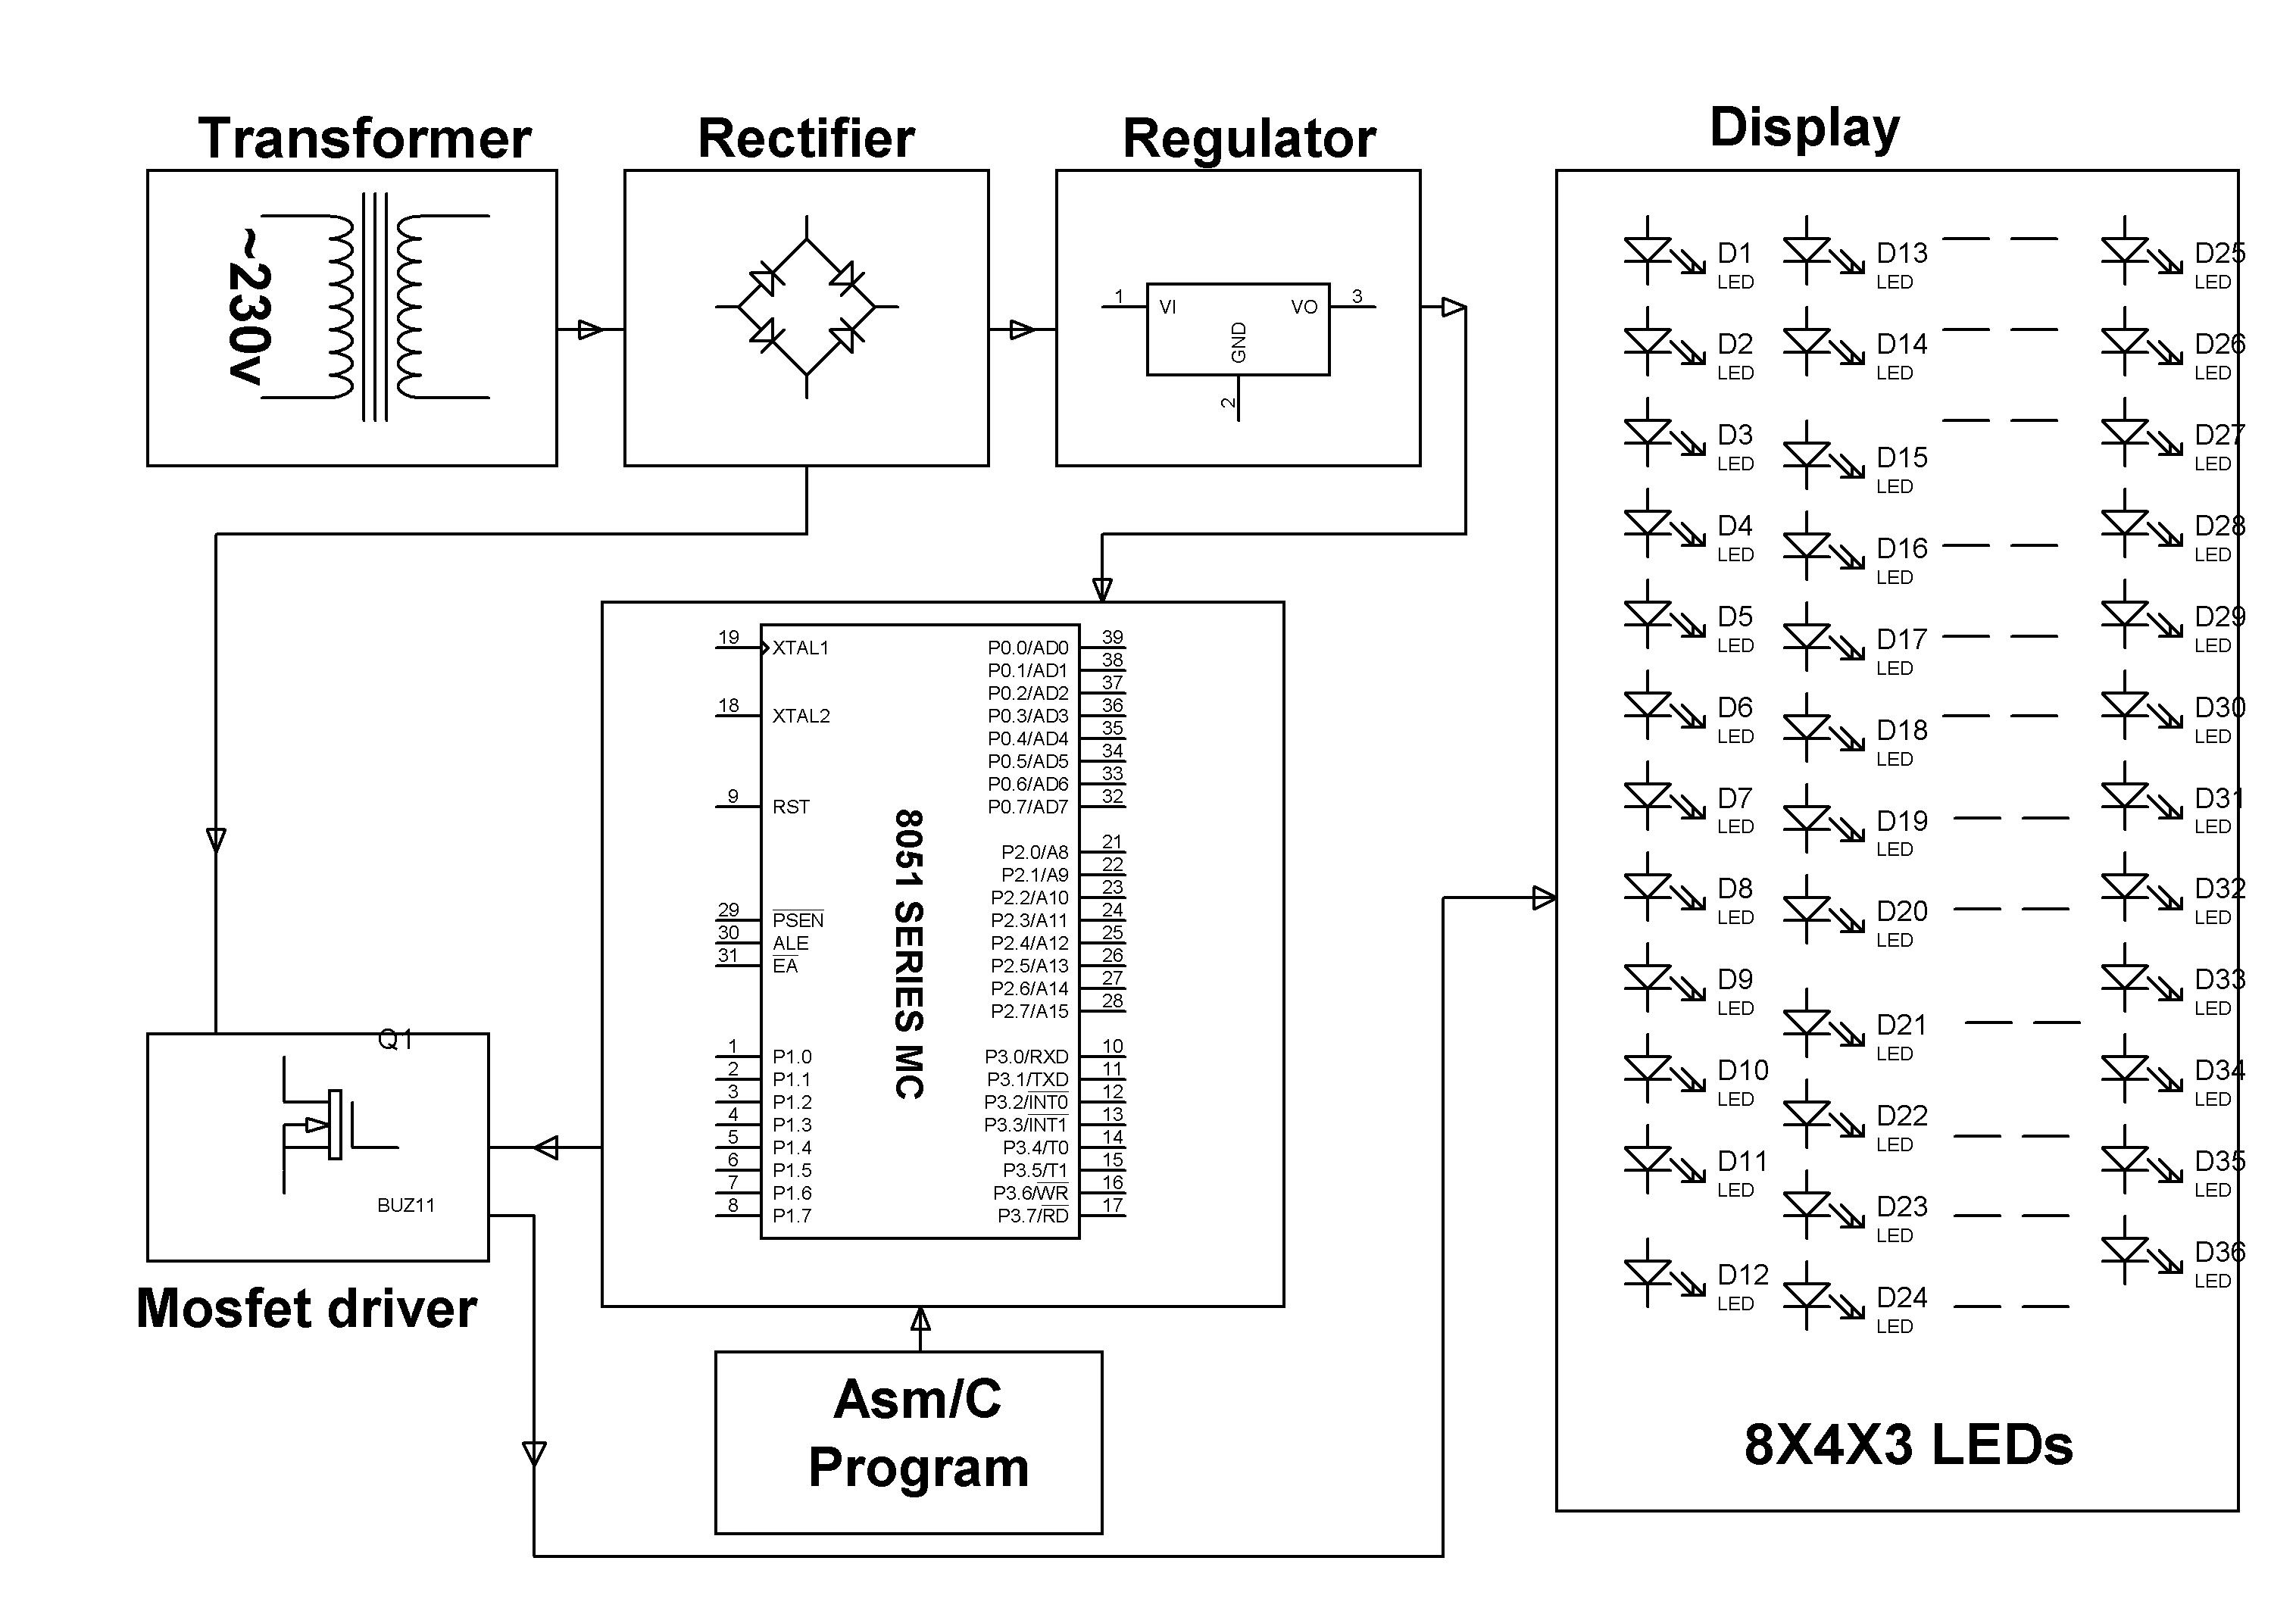 Transformer
Rectifier
Regulator
Display
~230v
1
VI
VO
3
GND
2
19
XTAL1
18
XTAL2
9
RST
29
PSEN
30
ALE
31
EA
1
P1.0
2
P1.1
3
P1.2
4
P1.3
5
P1.4
6
P1.5
7
P1.6
8
P1.7
8051 SERIES MC
P0.0/AD0
39
P0.1/AD1
38
P0.2/AD2
37
P0.3/AD3
36
P0.4/AD4
35
P0.5/AD5
34
P0.6/AD6
33
P0.7/AD7
32
P2.0/A8
21
P2.1/A9
22
P2.2/A10
23
P2.3/A11
24
P2.4/A12
25
P2.5/A13
26
P2.6/A14
27
P2.7/A15
28
P3.0/RXD
10
P3.1/TXD
11
P3.2/INT0
12
P3.3/INT1
13
P3.4/T0
14
P3.5/T1
15
P3.6/WR
16
P3.7/RD
17
Q1
BUZ11
Mosfet driver
Asm/C
Program
D1
LED
D2
LED
D3
LED
D4
LED
D5
LED
D6
LED
D7
LED
D8
LED
D9
LED
D10
LED
D11
LED
D12
LED
D13
LED
D14
LED
D15
LED
D16
LED
D17
LED
D18
LED
D19
LED
D20
LED
D21
LED
D22
LED
D23
LED
D24
LED
D25
LED
D26
LED
D27
LED
D28
LED
D29
LED
D30
LED
D31
LED
D32
LED
D33
LED
D34
LED
D35
LED
D36
LED
8X4X3 LEDs